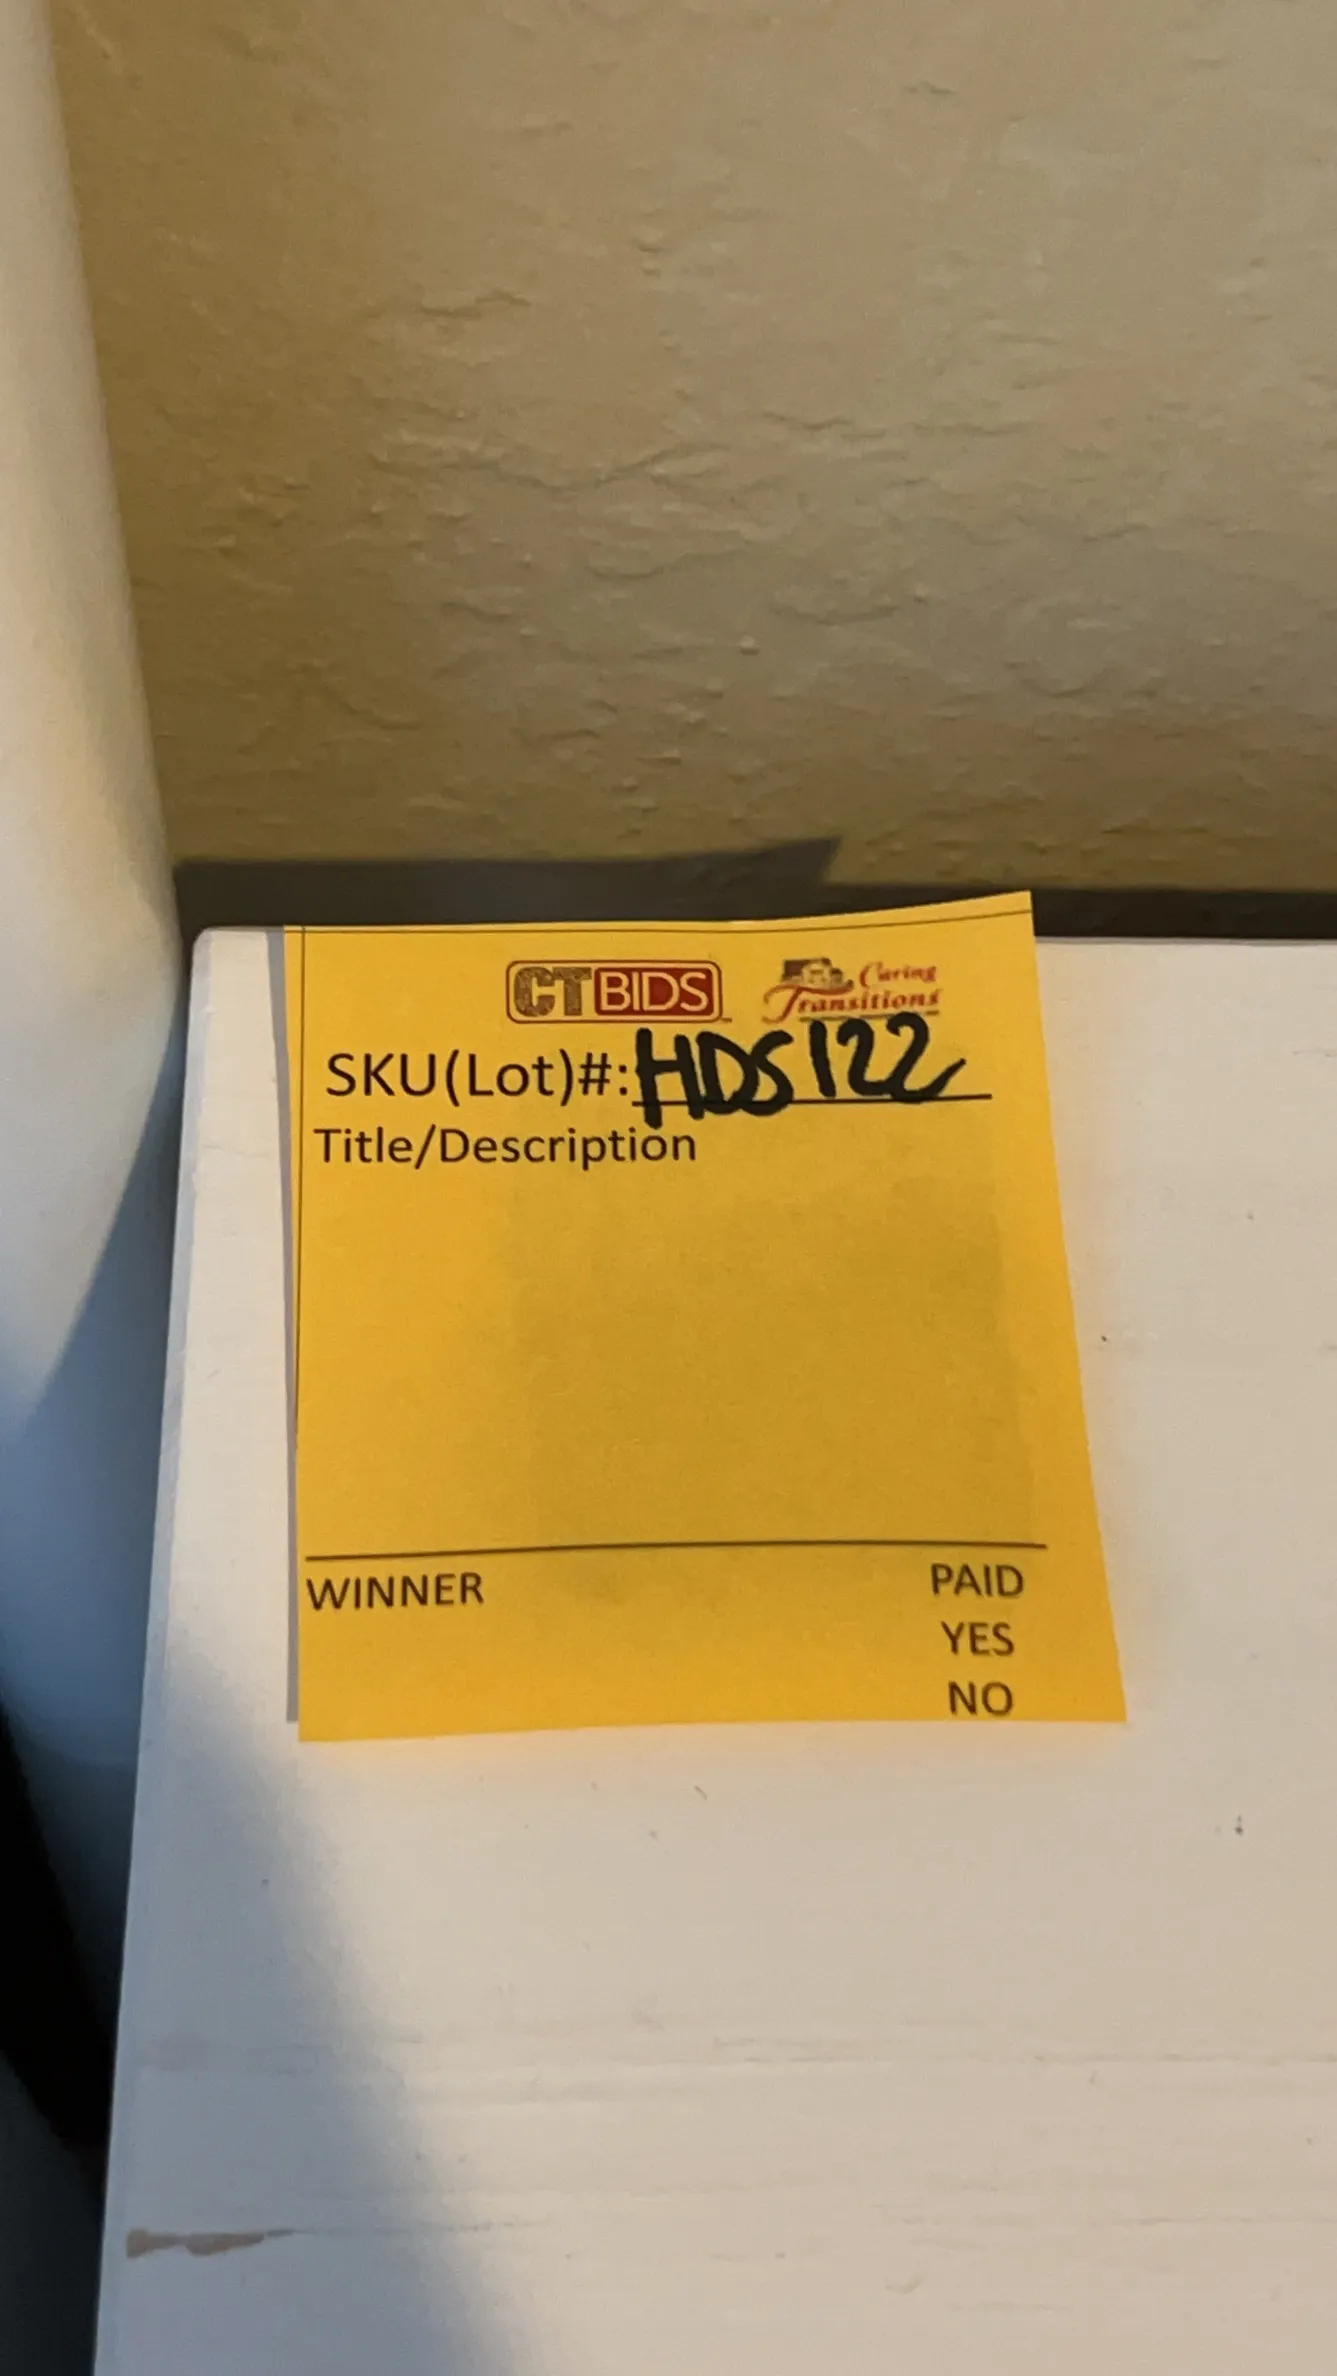 CTBIDS Caring Transitions
SKU(Lot)#: HDS122
Title/Description
WINNER PAID
YES
NO